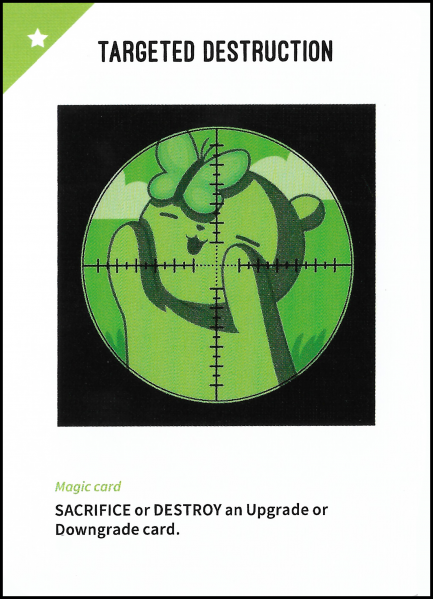 TARGETED DESTRUCTION
Magic card
SACRIFICE or DESTROY an Upgrade or
Downgrade card.